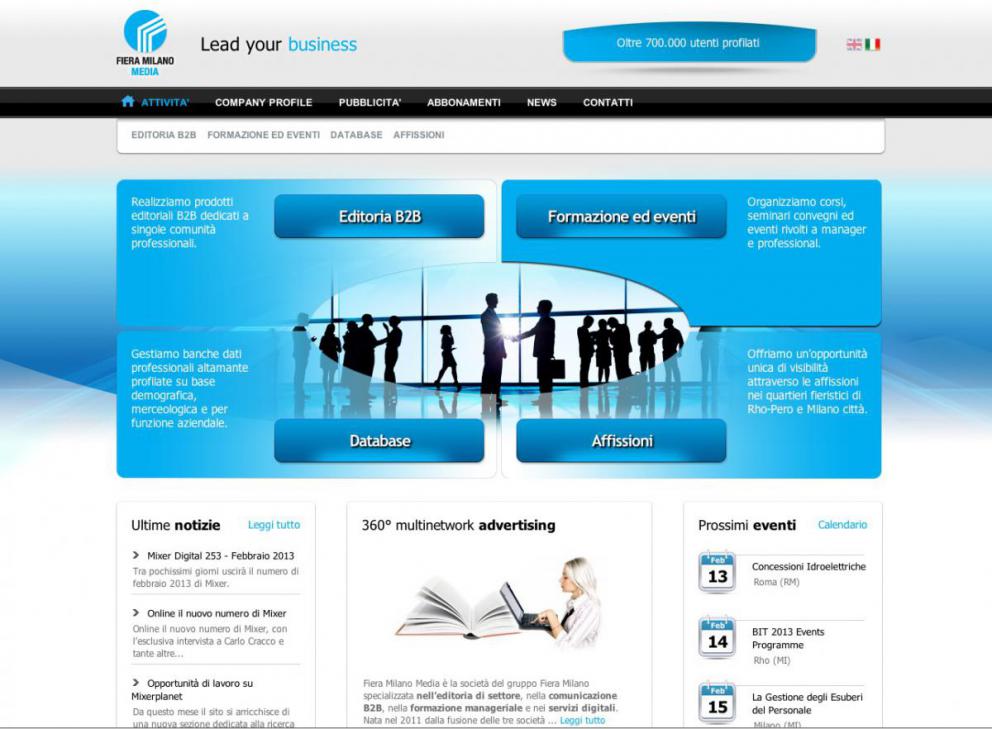 FIERA MILANO
MEDIA
Lead your business
Oltre 700.000 utenti profilati
ATTIVITA' COMPANY PROFILE PUBBLICITA' ABBONAMENTI NEWS CONTATTI
EDITORIA B2B FORMAZIONE ED EVENTI DATABASE AFFISSIONI
Realizziamo prodotti
editoriali B2B dedicati a
singole comunità
professionali.
Editoria B2B
Formazione ed eventi
Organizziamo corsi,
seminari convegni ed
eventi rivolti a manager
e professional.
Gestiamo banche dati
professionali altamante
profilate su base
demografica,
merceologica e per
funzione aziendale.
Database
Affissioni
Offriamo un'opportunità
unica di visibilità
attraverso le affissioni
nei quartieri fieristici di
Rho-Pero e Milano città.
Ultime notizie Leggi tutto
Mixer Digital 253 - Febbraio 2013
Tra pochissimi giorni uscirà il numero di
febbraio 2013 di Mixer.
Online il nuovo numero di Mixer
Online il nuovo numero di Mixer, con
l'esclusiva intervista a Carlo Cracco e
tante altre...
Opportunità di lavoro su
Mixerplanet
Da questo mese il sito si arricchisce di
una nuova sezione dedicata alla ricerca
360° multinetwork advertising
Fiera Milano Media è la società del gruppo Fiera Milano
specializzata nell'editoria di settore, nella comunicazione
B2B, nella formazione manageriale e nei servizi digitali.
Nata nel 2011 dalla fusione delle tre società ... Leggi tutto
Prossimi eventi Calendario
Feb
13
Concessioni Idroelettriche
Roma (RM)
Feb
14
BIT 2013 Events
Programme
Rho (MI)
Feb
15
La Gestione degli Esuberi
del Personale
Milano (MI)